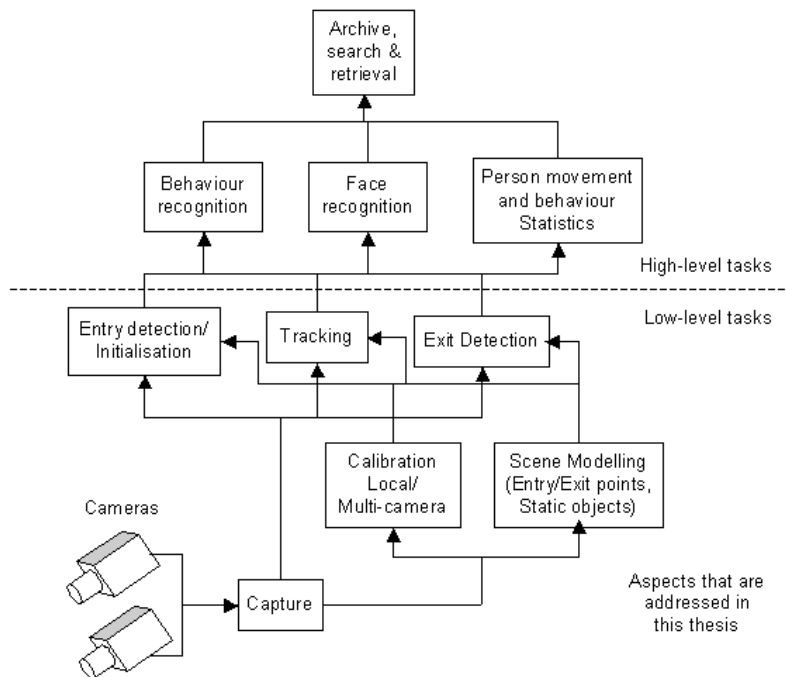 Archive,
search &
retrieval
Behaviour
recognition
Face
recognition
Person movement
and behaviour
Statistics
High-level tasks
Low-level tasks
Entry detection/
Initialisation
Tracking
Exit Detection
Calibration
Local/
Multi-camera
Scene Modelling
(Entry/Exit points,
Static objects)
Cameras
Capture
Aspects that are
addressed in
this thesis